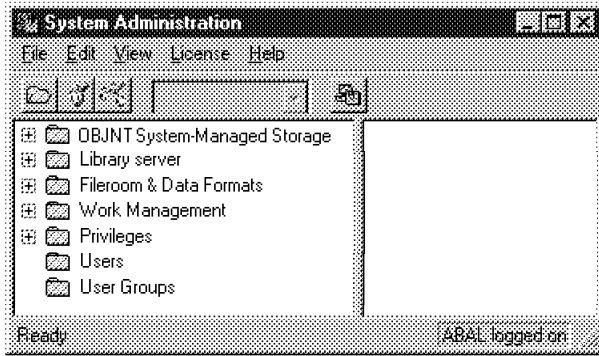 System Administration
File Edit View License Help
OBJNT System-Managed Storage
Library server
Fileroom & Data Formats
Work Management
Privileges
Users
User Groups
Ready ABAL logged on